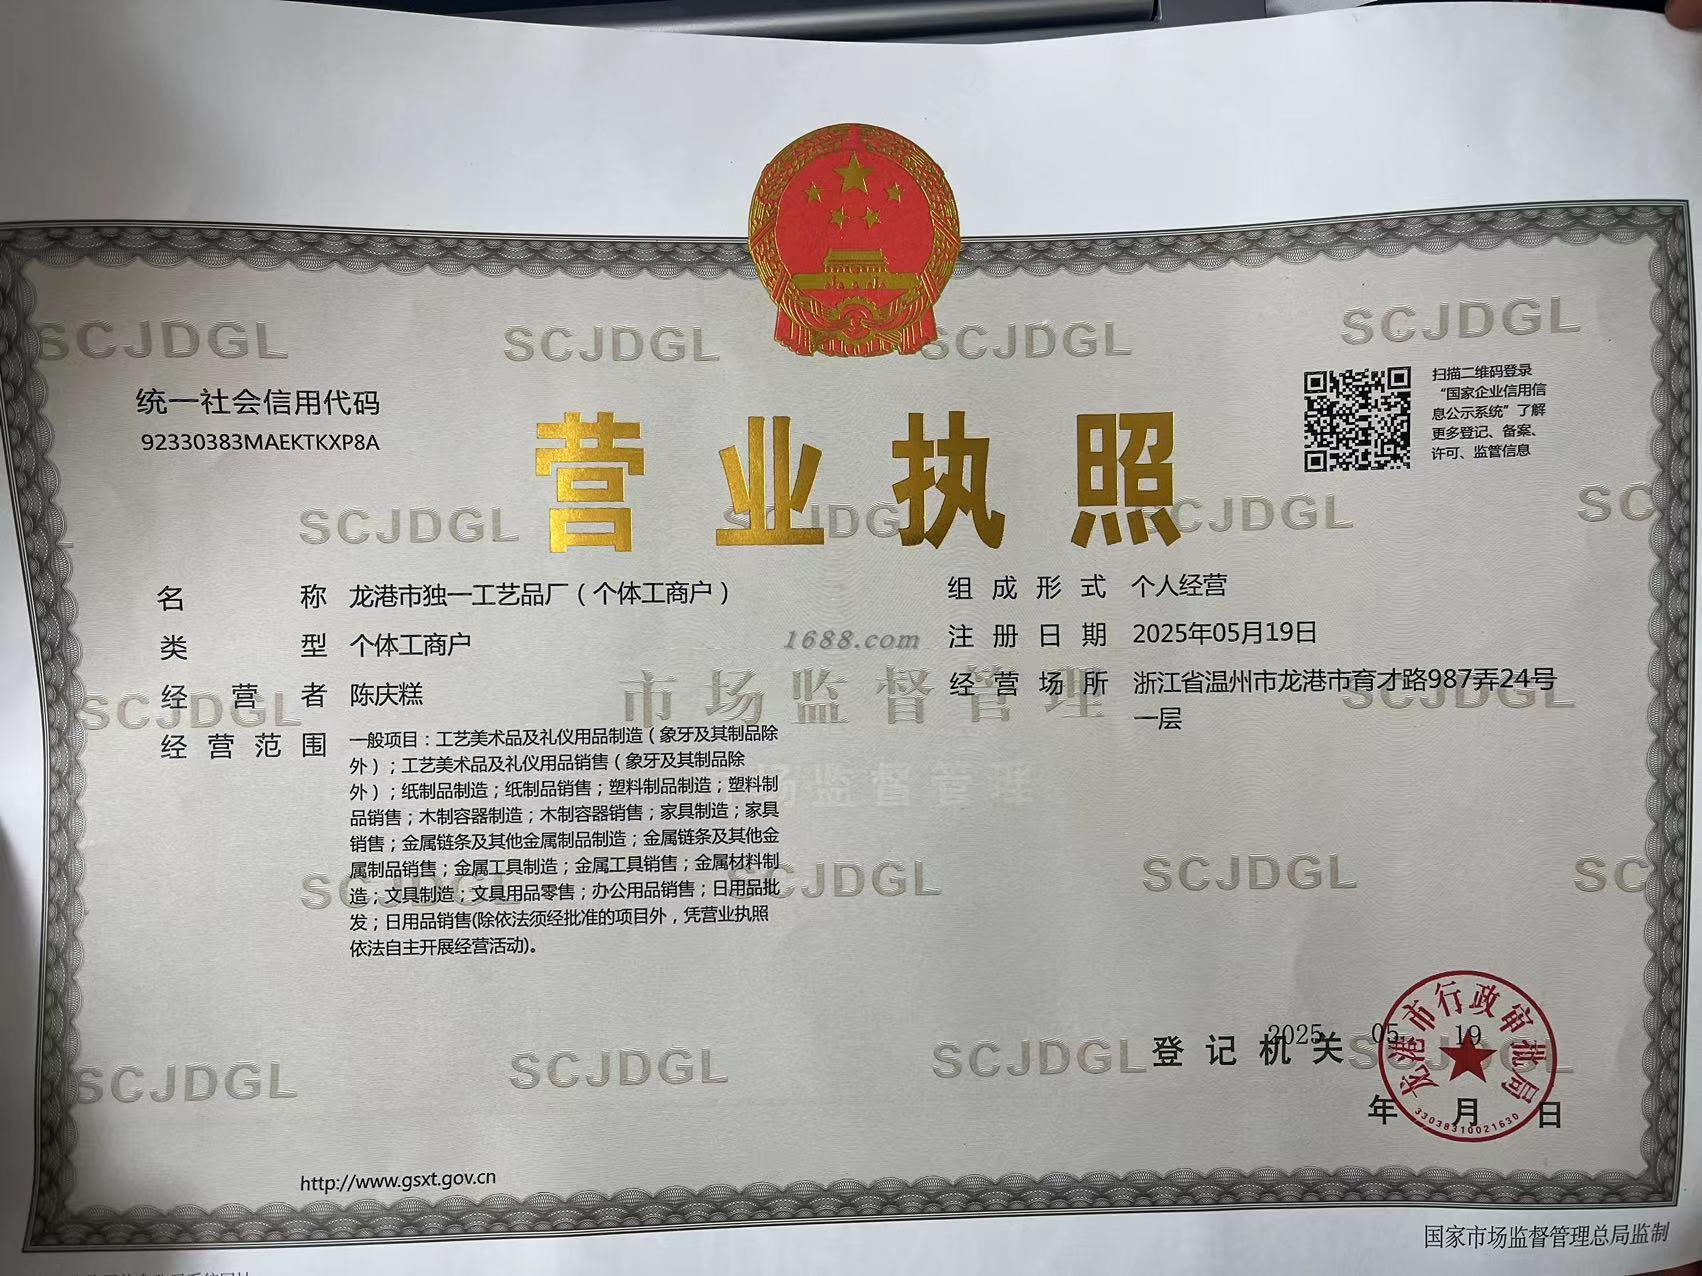 SCJDGL SCJDGL SCJDGL SCJDGL
统一社会信用代码
92330383MAEKTKXP8A
扫描二维码登录
“国家企业信用信
息公示系统”了解
更多登记、备案、
许可、监管信息
营业执照
SCJDGL SCJDGL SCJDGL SC
名称 龙港市独一工艺品厂（个体工商户）
类型 个体工商户
经营者 陈庆糕
经营范围 一般项目：工艺美术品及礼仪用品制造（象牙及其制品除
外）；工艺美术品及礼仪用品销售（象牙及其制品除
外）；纸制品制造；纸制品销售；塑料制品制造；塑料制
品销售；木制容器制造；木制容器销售；家具制造；家具
销售；金属链条及其他金属制品制造；金属链条及其他金
属制品销售；金属工具制造；金属工具销售；金属材料制
造；文具制造；文具用品零售；办公用品销售；日用品批
发；日用品销售(除依法须经批准的项目外，凭营业执照
依法自主开展经营活动)。
组成形式 个人经营
注册日期 2025年05月19日
经营场所 浙江省温州市龙港市育才路987弄24号
一层
1688.com
市场监督管理
SCJDGL SCJDGL
市场监督管理
SCJDGL SCJDGL SCJDGL SC
SCJDGL SCJDGL SCJDGL SCJDGL
登记机关
2025 05 19
年 月 日
龙港市行政审批局
33038310021630
http://www.gsxt.gov.cn
国家市场监督管理总局监制